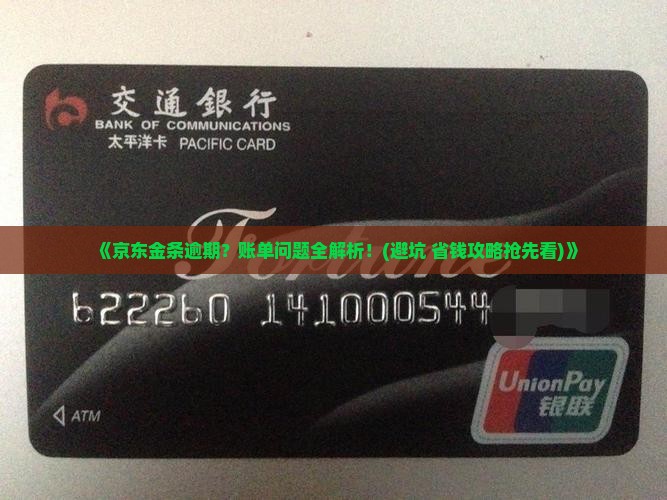 交通銀行
BANK OF COMMUNICATIONS
太平洋卡 PACIFIC CARD
Fortune
《京东金条逾期？账单问题全解析！(避坑 省钱攻略抢先看)》
622260 141000544
UnionPay
银联
ATM